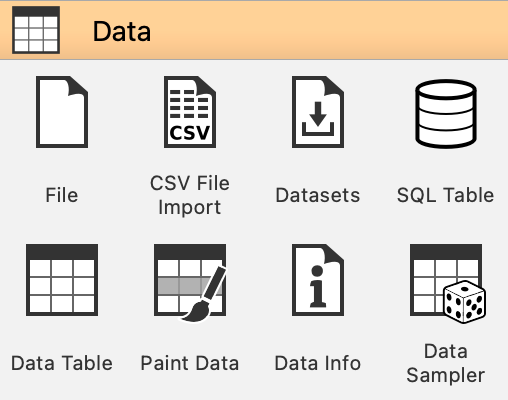 Data
CSV
File
CSV File
Import
Datasets
SQL Table
Data Table
Paint Data
Data Info
Data
Sampler